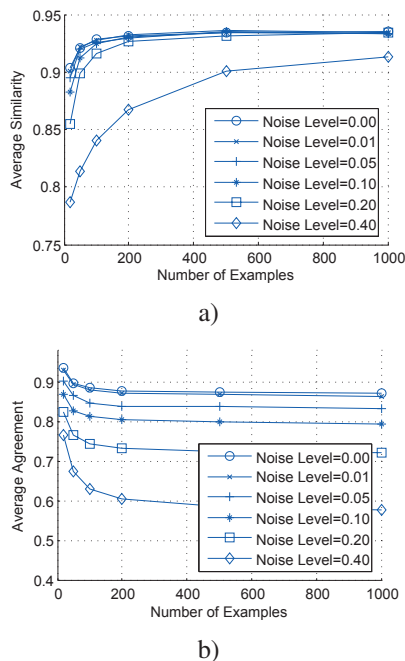 0.95
0.9
0.85
0.8
0.75
Average Similarity
Noise Level=0.00
Noise Level=0.01
Noise Level=0.05
Noise Level=0.10
Noise Level=0.20
Noise Level=0.40
0 200 400 600 800 1000
Number of Examples
a)
0.9
0.8
0.7
0.6
0.5
0.4
Average Agreement
Noise Level=0.00
Noise Level=0.01
Noise Level=0.05
Noise Level=0.10
Noise Level=0.20
Noise Level=0.40
0 200 400 600 800 1000
Number of Examples
b)